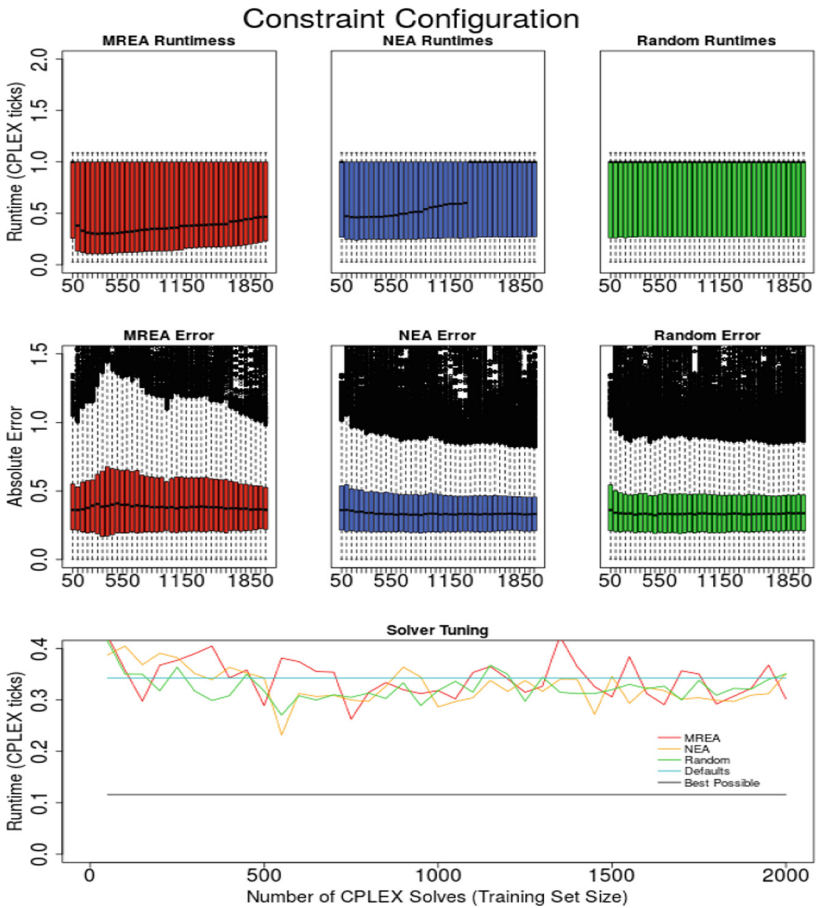 Constraint Configuration
MREA Runtimess
NEA Runtimes
Random Runtimes
Runtime (CPLEX ticks)
2.0
1.5
1.0
0.5
0.0
50 550 1150 1850
50 550 1150 1850
50 550 1150 1850
MREA Error
NEA Error
Random Error
Absolute Error
1.5
1.0
0.5
0.0
50 550 1150 1850
50 550 1150 1850
50 550 1150 1850
Solver Tuning
Runtime (CPLEX ticks)
0.4
0.3
0.2
0.1
0.0
MREA
NEA
Random
Defaults
Best Possible
0 500 1000 1500 2000
Number of CPLEX Solves (Training Set Size)